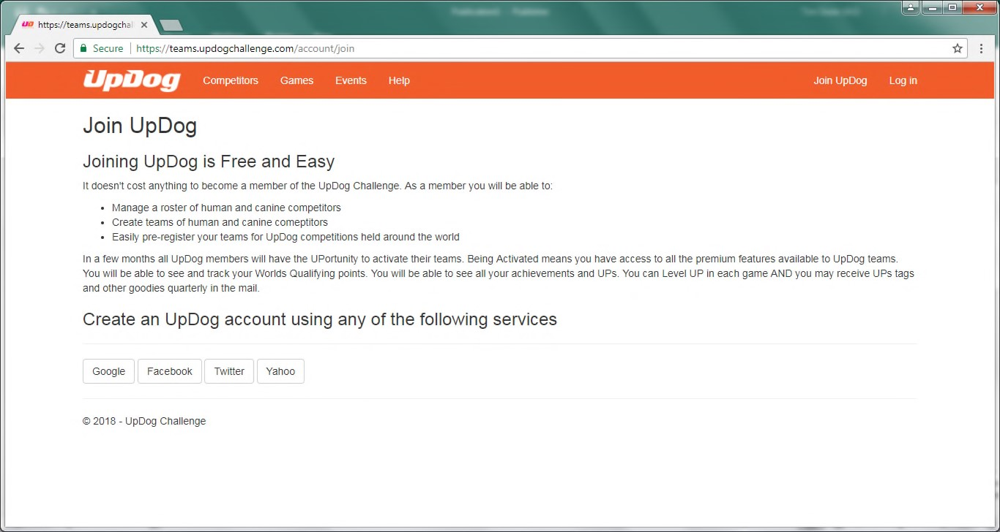 https://teams.updogchal
Secure https://teams.updogchallenge.com/account/join
UpDog Competitors Games Events Help Join UpDog Log in
Join UpDog
Joining UpDog is Free and Easy
It doesn't cost anything to become a member of the UpDog Challenge. As a member you will be able to:
• Manage a roster of human and canine competitors
• Create teams of human and canine comeptitors
• Easily pre-register your teams for UpDog competitions held around the world
In a few months all UpDog members will have the UPortunity to activate their teams. Being Activated means you have access to all the premium features available to UpDog teams.
You will be able to see and track your Worlds Qualifying points. You will be able to see all your achievements and UPs. You can Level UP in each game AND you may receive UPs tags
and other goodies quarterly in the mail.
Create an UpDog account using any of the following services
Google Facebook Twitter Yahoo
© 2018 - UpDog Challenge